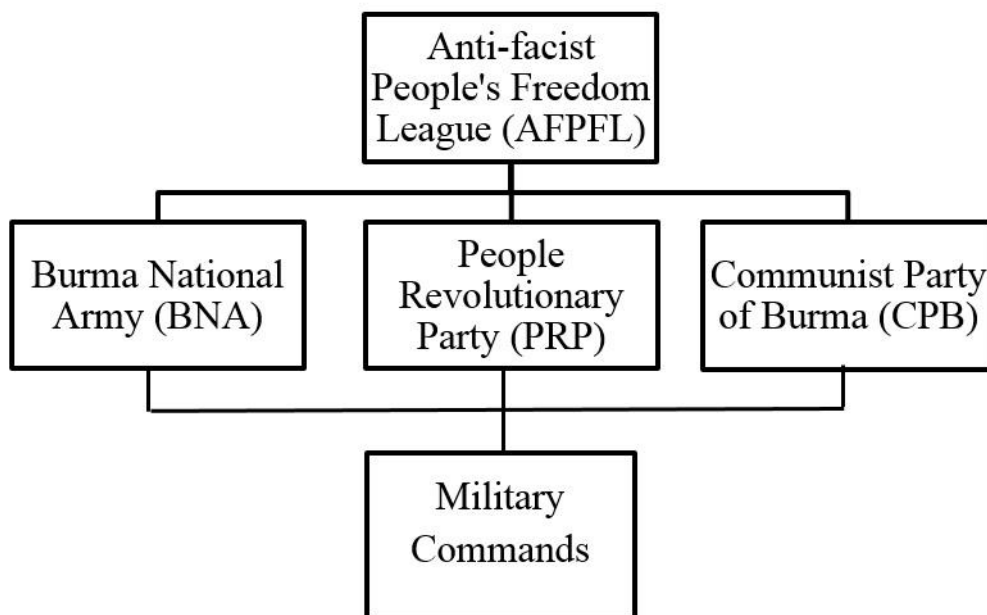 Anti-facist
People's Freedom
League (AFPFL)
Burma National
Army (BNA)
People
Revolutionary
Party (PRP)
Communist Party
of Burma (CPB)
Military
Commands